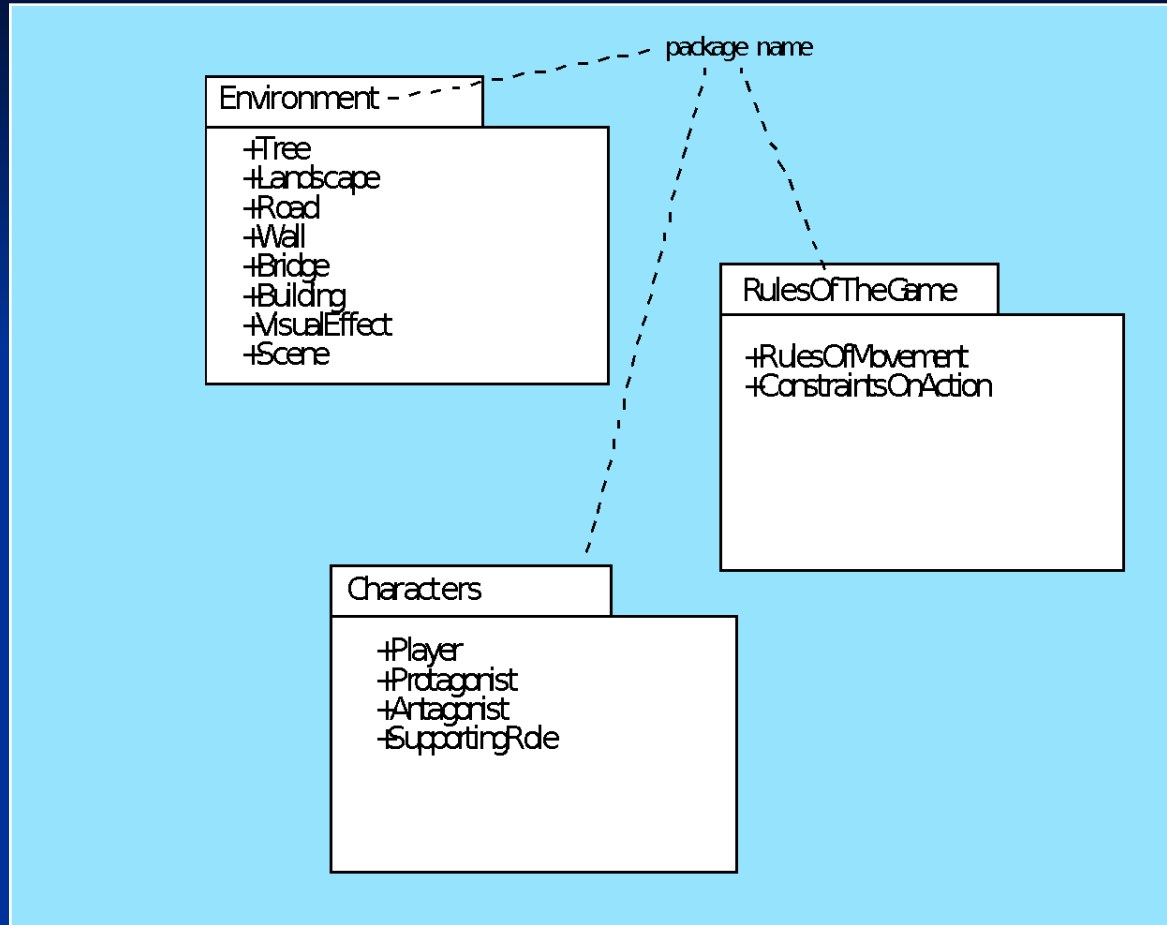 package name
Environment
+Tree
+Landscape
+Road
+Wall
+Bridge
+Building
+VisualEffect
+Scene
RulesOfTheGame
+RulesOfMovement
+ConstraintsOnAction
Characters
+Player
+Protagonist
+Antagonist
+SupportingRole